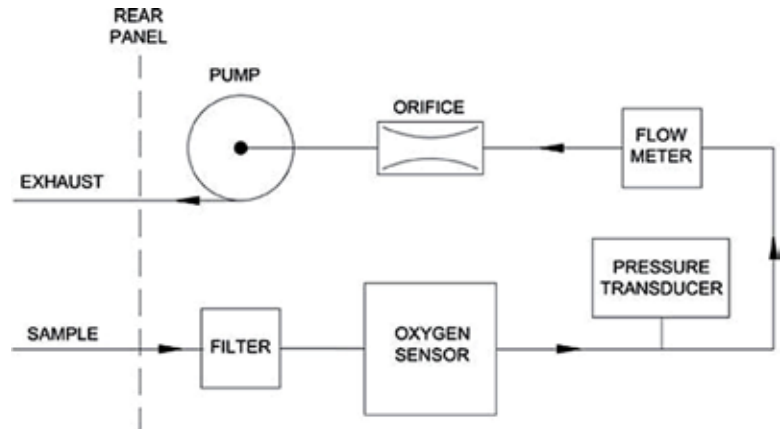 REAR
PANEL
PUMP
ORIFICE
FLOW
METER
EXHAUST
PRESSURE
TRANSDUCER
SAMPLE
FILTER
OXYGEN
SENSOR